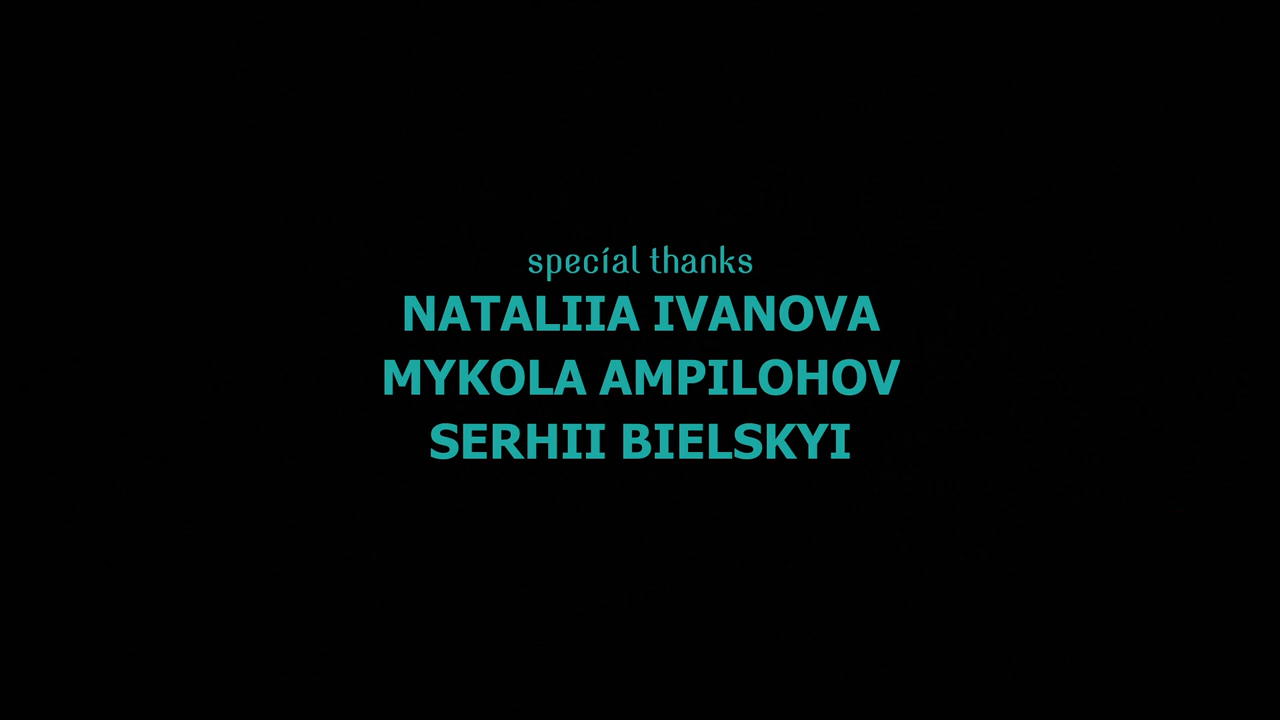 special thanks
NATALIIA IVANOVA
MYKOLA AMPILOHOV
SERHII BIELSKYI